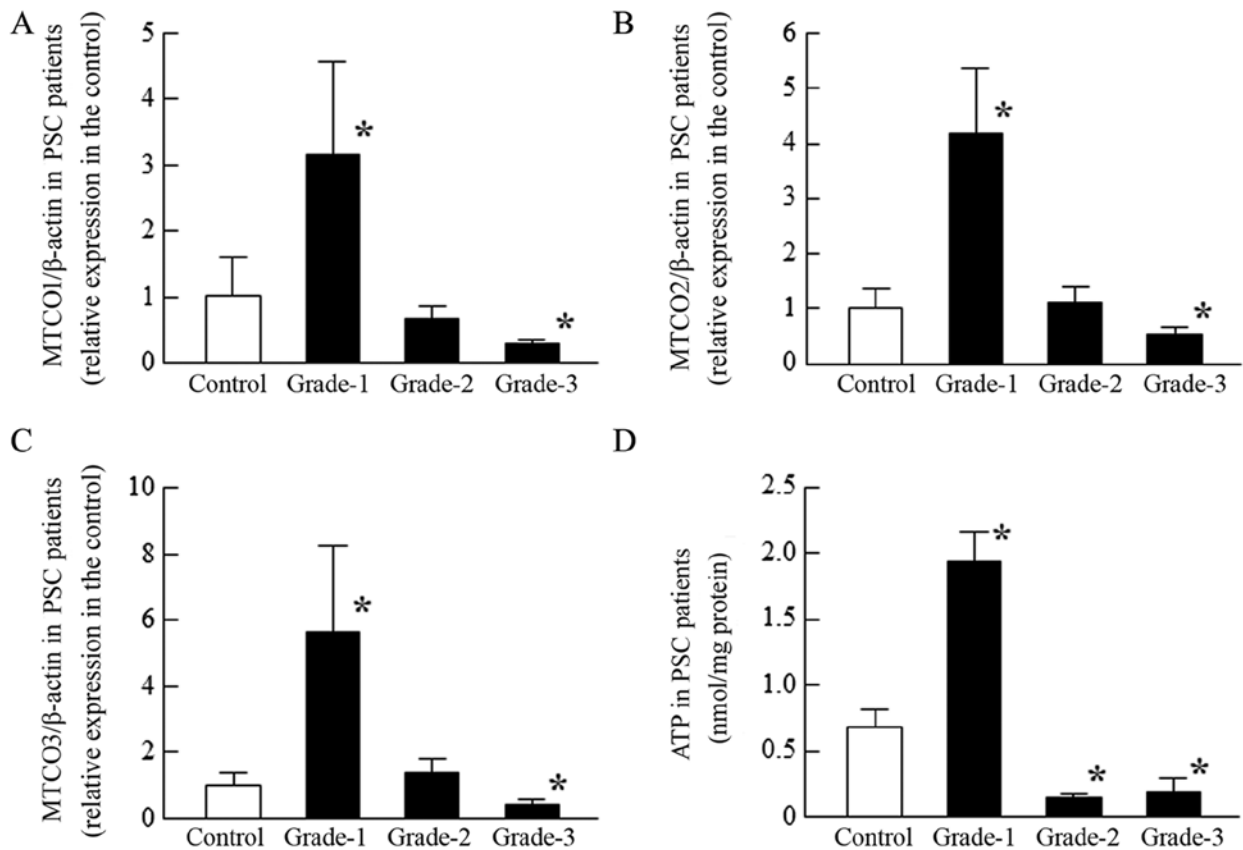 A
MTCO1/β-actin in PSC patients
(relative expression in the control)
5
4
3
2
1
0
*
*
Control Grade-1 Grade-2 Grade-3
B
MTCO2/β-actin in PSC patients
(relative expression in the control)
6
5
4
3
2
1
0
*
*
Control Grade-1 Grade-2 Grade-3
C
MTCO3/β-actin in PSC patients
(relative expression in the control)
10
8
6
4
2
0
*
*
Control Grade-1 Grade-2 Grade-3
D
ATP in PSC patients
(nmol/mg protein)
2.5
2.0
1.5
1.0
0.5
0
*
*
*
Control Grade-1 Grade-2 Grade-3